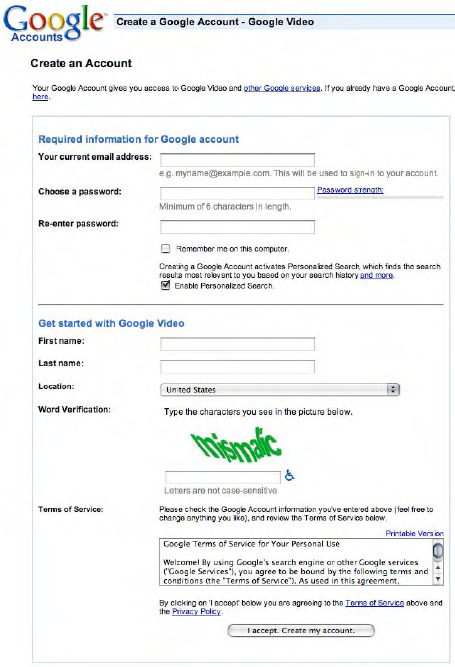 Google™
Accounts
Create a Google Account - Google Video
Create an Account
Your Google Account gives you access to Google Video and other Google services. If you already have a Google Account,
here.
Required information for Google account
Your current email address:
e.g. myname@example.com. This will be used to sign-in to your account.
Choose a password:
Password strength:
Minimum of 6 characters in length.
Re-enter password:
Remember me on this computer.
Creating a Google Account activates Personalized Search, which finds the search
results most relevant to you based on your search history and more.
Enable Personalized Search.
Get started with Google Video
First name:
Last name:
Location:
United States
Word Verification:
Type the characters you see in the picture below.
mismatic
Letters are not case-sensitive
Terms of Service:
Please check the Google Account information you've entered above (feel free to
change anything you like), and review the Terms of Service below.
Printable Version
Google Terms of Service for Your Personal Use
Welcome! By using Google's search engine or other Google services
("Google Services"), you agree to be bound by the following terms and
conditions (the "Terms of Service"). As used in this agreement,
By clicking on 'I accept' below you are agreeing to the Terms of Service above and
the Privacy Policy.
I accept. Create my account.